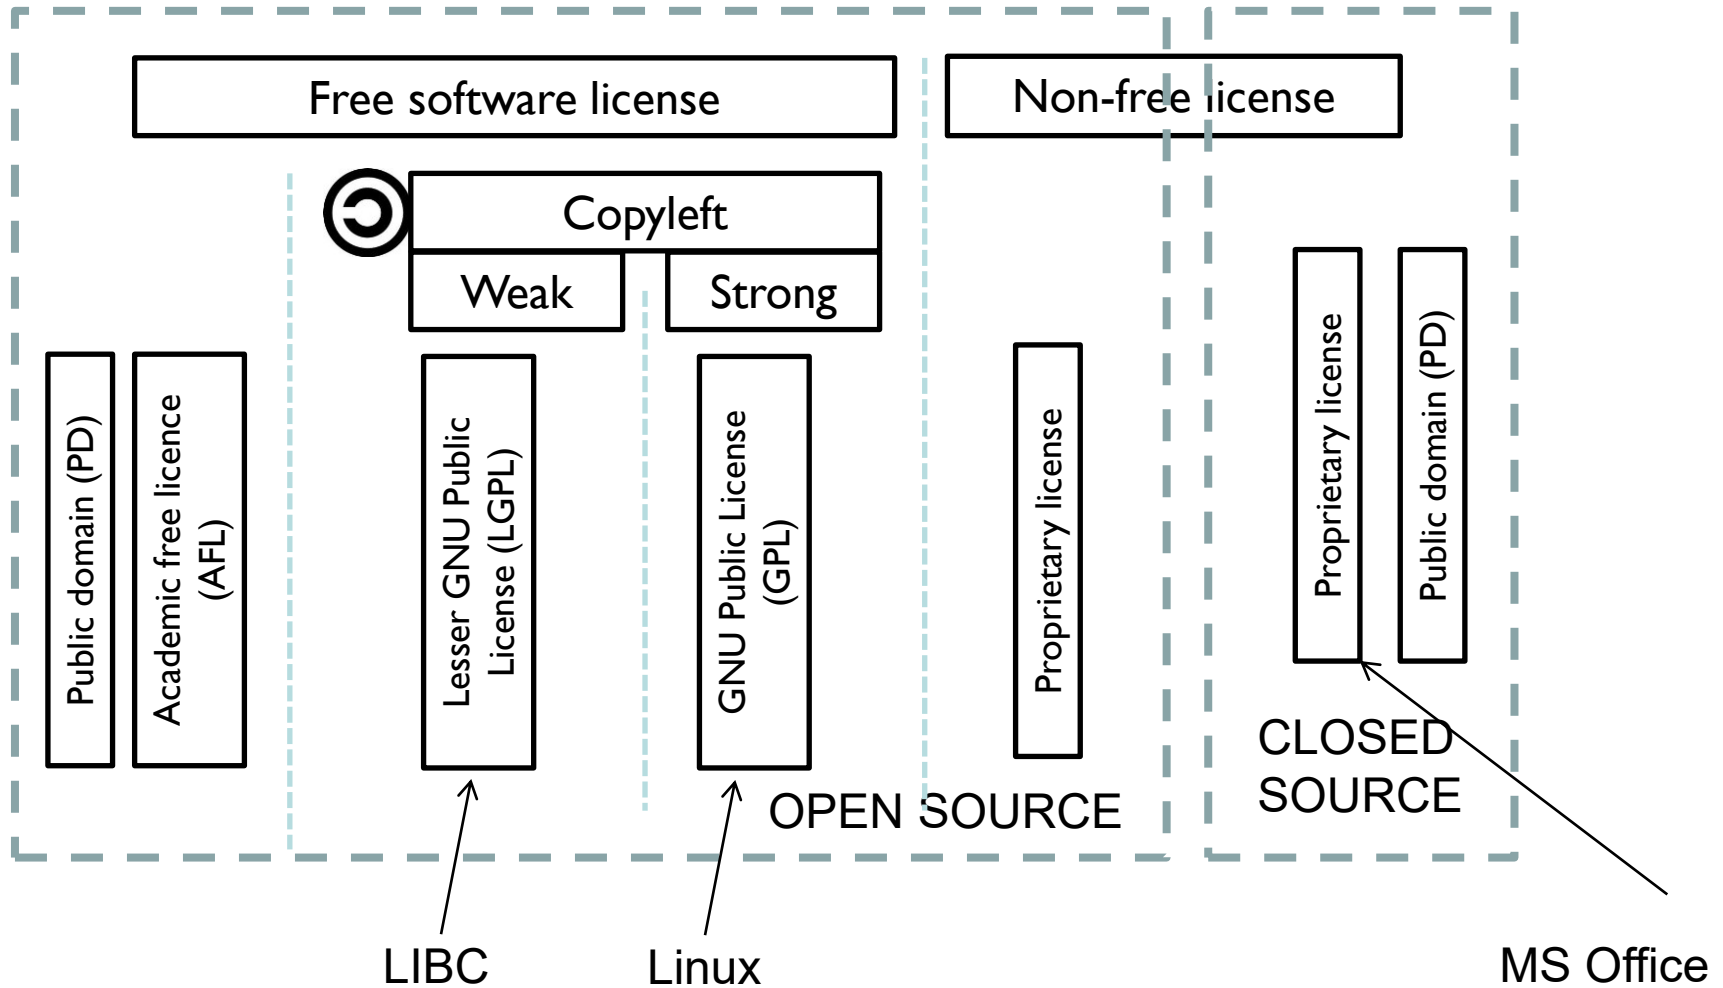 Free software license
Non-free license
Copyleft
Weak
Strong
Public domain (PD)
Academic free licence
(AFL)
Lesser GNU Public
License (LGPL)
GNU Public License
(GPL)
Proprietary license
Proprietary license
Public domain (PD)
OPEN SOURCE
CLOSED
SOURCE
LIBC
Linux
MS Office